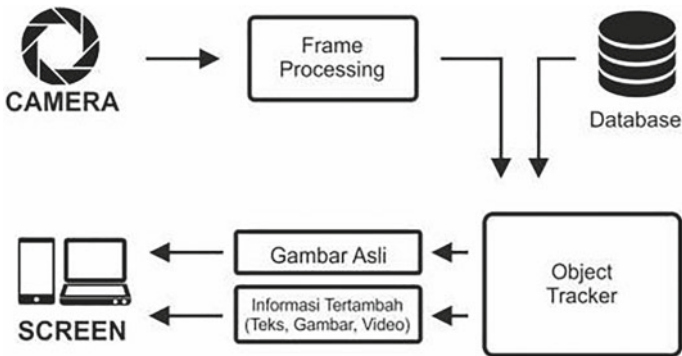 CAMERA
Frame
Processing
Database
Object
Tracker
Gambar Asli
Informasi Tertambah
(Teks, Gambar, Video)
SCREEN